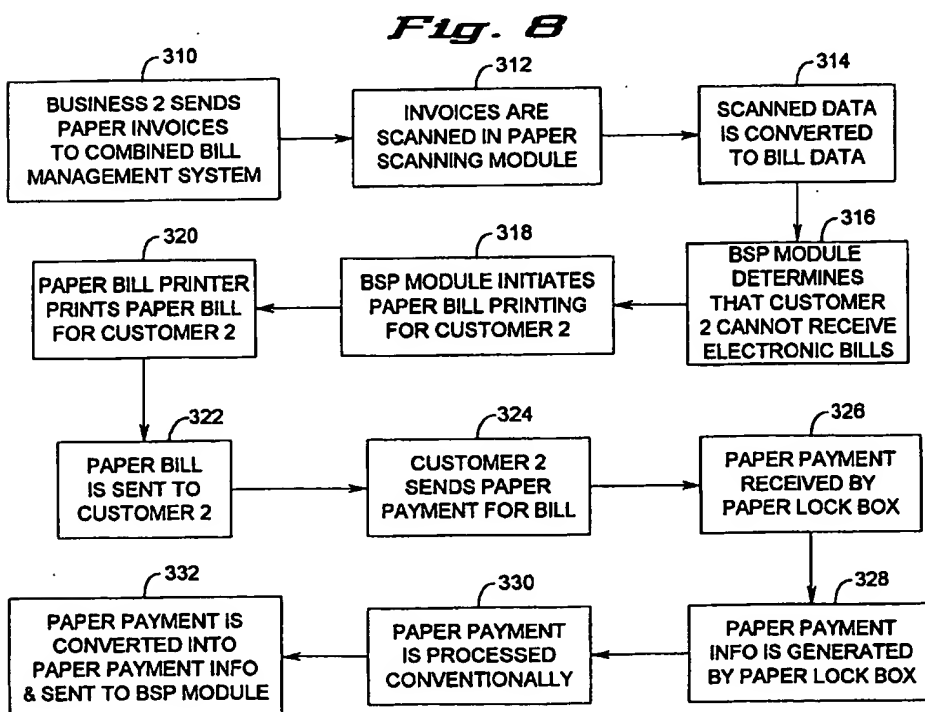 Fig. 8
310
BUSINESS 2 SENDS
PAPER INVOICES
TO COMBINED BILL
MANAGEMENT SYSTEM
312
INVOICES ARE
SCANNED IN PAPER
SCANNING MODULE
314
SCANNED DATA
IS CONVERTED
TO BILL DATA
316
BSP MODULE
DETERMINES
THAT CUSTOMER
2 CANNOT RECEIVE
ELECTRONIC BILLS
318
BSP MODULE INITIATES
PAPER BILL PRINTING
FOR CUSTOMER 2
320
PAPER BILL PRINTER
PRINTS PAPER BILL
FOR CUSTOMER 2
322
PAPER BILL
IS SENT TO
CUSTOMER 2
324
CUSTOMER 2
SENDS PAPER
PAYMENT FOR BILL
326
PAPER PAYMENT
RECEIVED BY
PAPER LOCK BOX
328
PAPER PAYMENT
INFO IS GENERATED
BY PAPER LOCK BOX
330
PAPER PAYMENT
IS PROCESSED
CONVENTIONALLY
332
PAPER PAYMENT IS
CONVERTED INTO
PAPER PAYMENT INFO
& SENT TO BSP MODULE